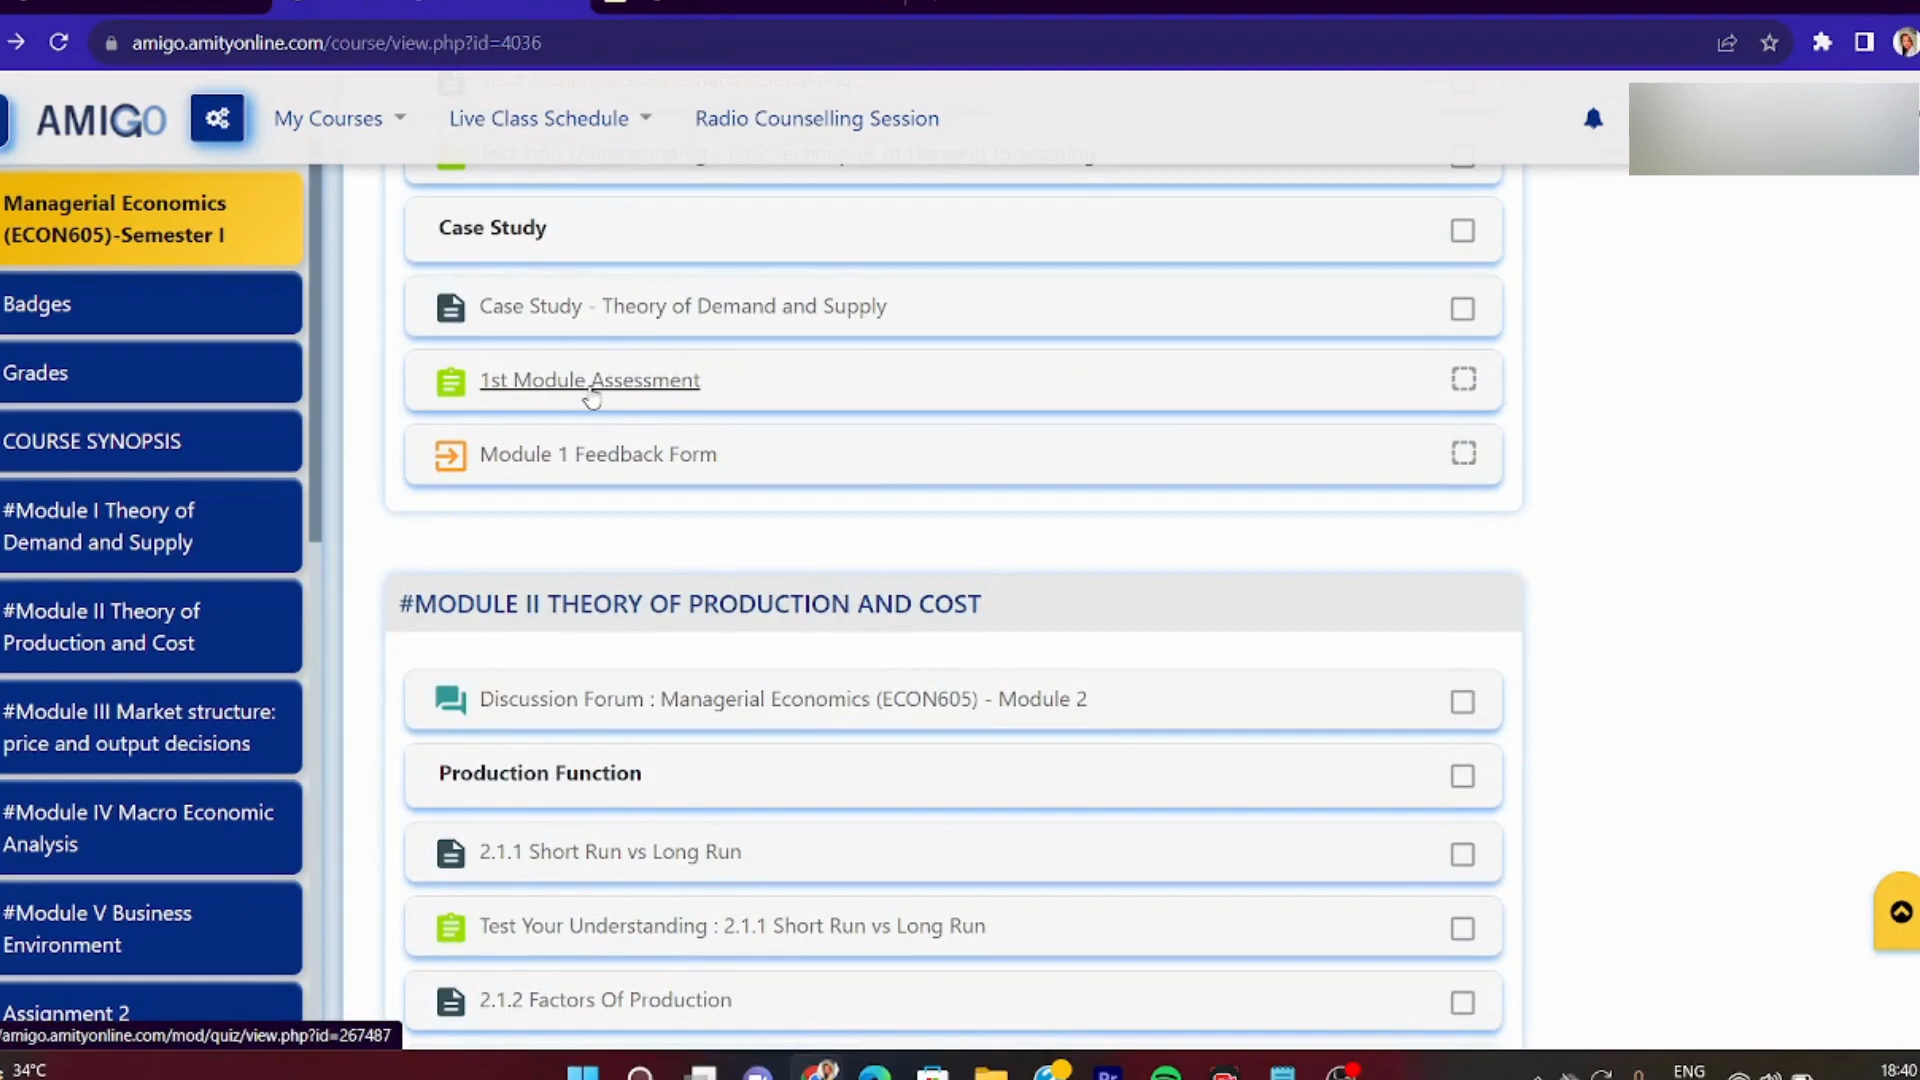 amigo.amityonline.com/course/view.php?id=4036
AMIGO
My Courses
Live Class Schedule
Radio Counselling Session
Managerial Economics
(ECON605)-Semester I
Badges
Grades
COURSE SYNOPSIS
#Module I Theory of
Demand and Supply
#Module II Theory of
Production and Cost
#Module III Market structure:
price and output decisions
#Module IV Macro Economic
Analysis
#Module V Business
Environment
Assignment 2
Case Study
Case Study - Theory of Demand and Supply
1st Module Assessment
Module 1 Feedback Form
#MODULE II THEORY OF PRODUCTION AND COST
Discussion Forum : Managerial Economics (ECON605) - Module 2
Production Function
2.1.1 Short Run vs Long Run
Test Your Understanding : 2.1.1 Short Run vs Long Run
2.1.2 Factors Of Production
/amigo.amityonline.com/mod/quiz/view.php?id=267487
34°C
Pr
ENG
18:40